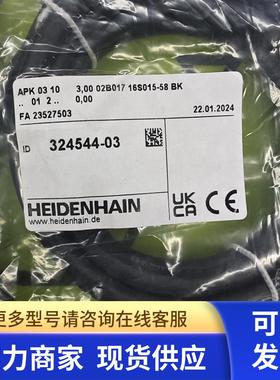 APK 03 10 3,00 02B017 16S015-58 BK
.. 01 2 .. 0,00
FA 23527503
22.01.2024
ID 324544-03
HEIDENHAIN
www.heidenhain.de
UK
CA
更多型号请咨询在线客服
力商家 现货供应
可
发